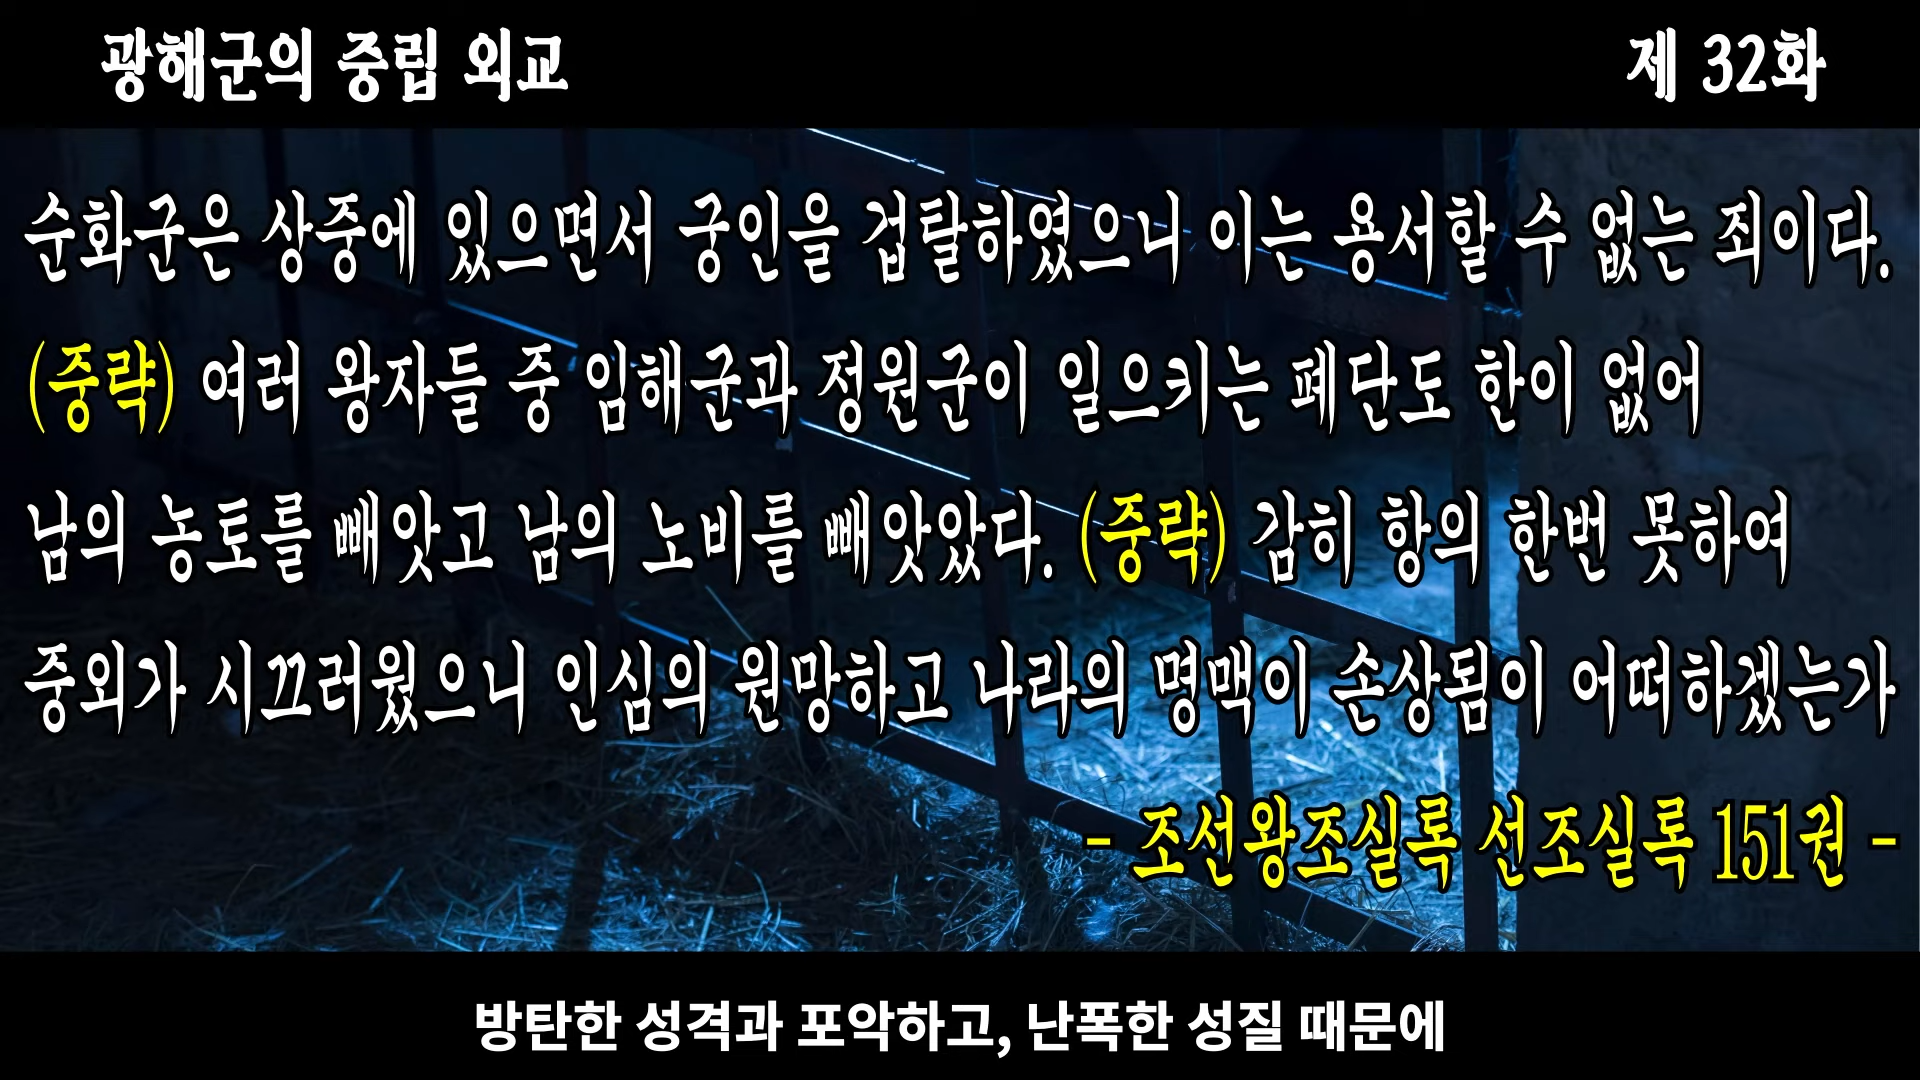 광해군의 중립 외교
제 32화
순화군은 상중에 있으면서 궁인을 겁탈하였으니 이는 용서할 수 없는 죄이다.
(중략) 여러 왕자들 중 임해군과 정원군이 일으키는 폐단도 한이 없어
남의 농토를 빼앗고 남의 노비를 빼앗았다. (중략) 감히 항의 한번 못하여
중외가 시끄러웠으니 인심의 원망하고 나라의 명맥이 손상됨이 어떠하겠는가
- 조선왕조실록 선조실록 151권 -
방탄한 성격과 포악하고, 난폭한 성질 때문에